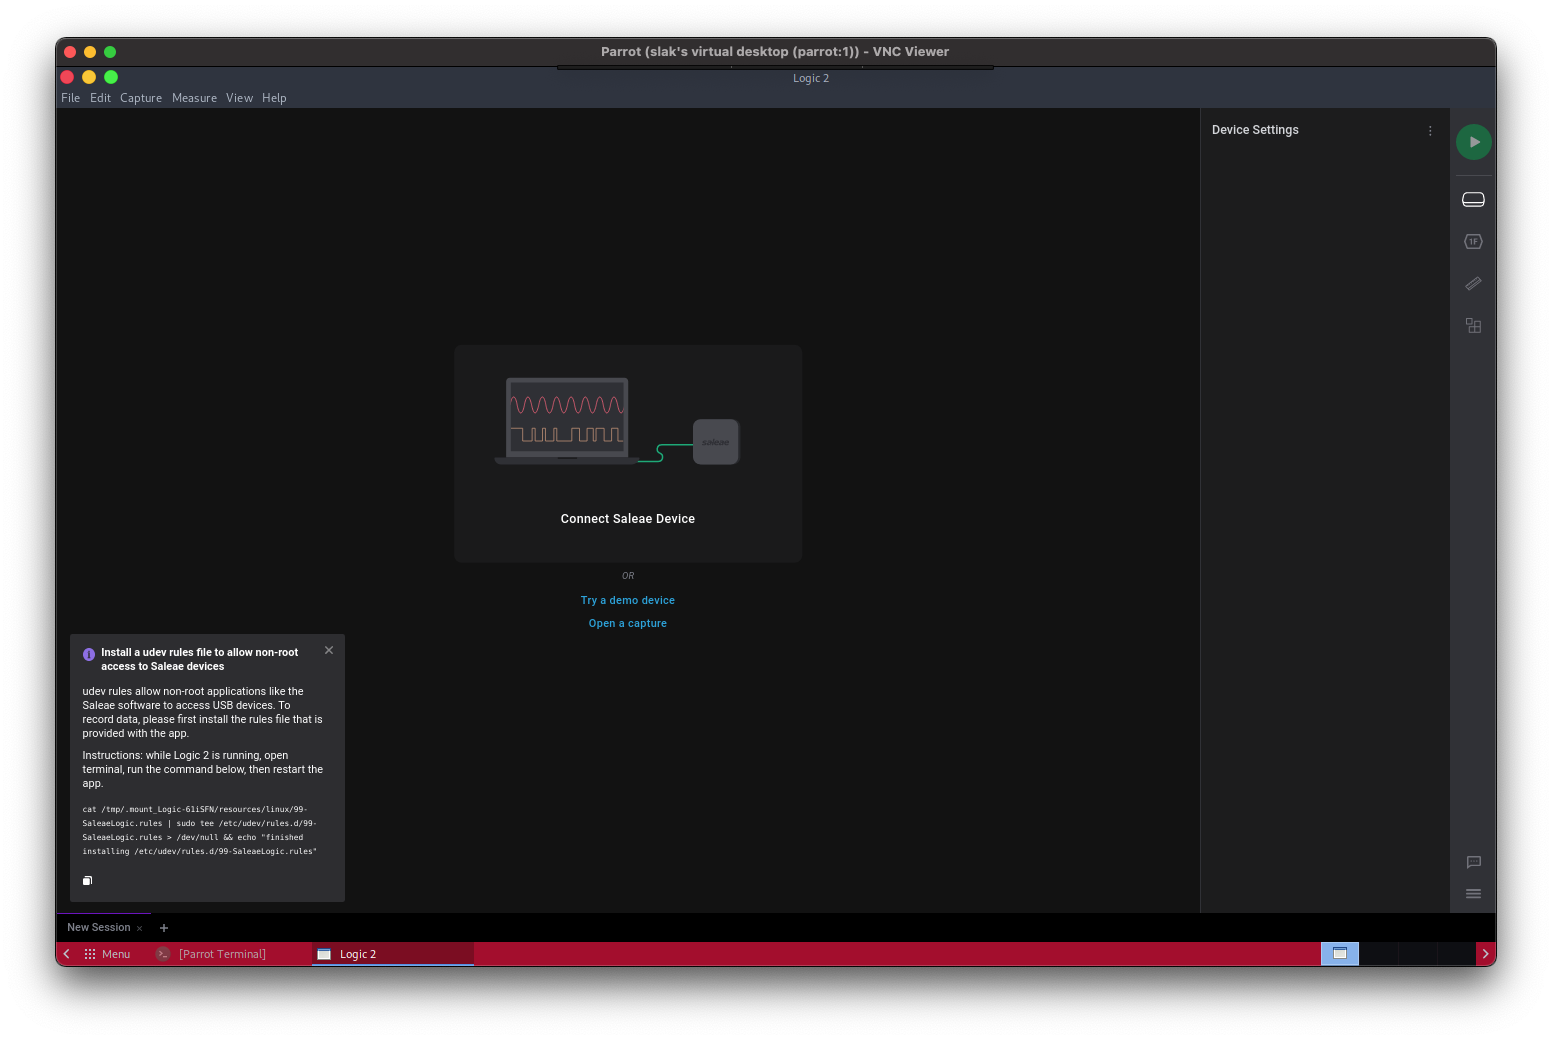 Parrot (slak's virtual desktop (parrot:1)) - VNC Viewer
Logic 2
File Edit Capture Measure View Help
Device Settings
1F
saleae
Connect Saleae Device
OR
Try a demo device
Open a capture
Install a udev rules file to allow non-root
access to Saleae devices
udev rules allow non-root applications like the
Saleae software to access USB devices. To
record data, please first install the rules file that is
provided with the app.
Instructions: while Logic 2 is running, open
terminal, run the command below, then restart the
app.
cat /tmp/.mount_Logic-61iSFN/resources/linux/99-
SaleaeLogic.rules | sudo tee /etc/udev/rules.d/99-
SaleaeLogic.rules > /dev/null && echo "finished
installing /etc/udev/rules.d/99-SaleaeLogic.rules"
New Session × +
Menu [Parrot Terminal] Logic 2